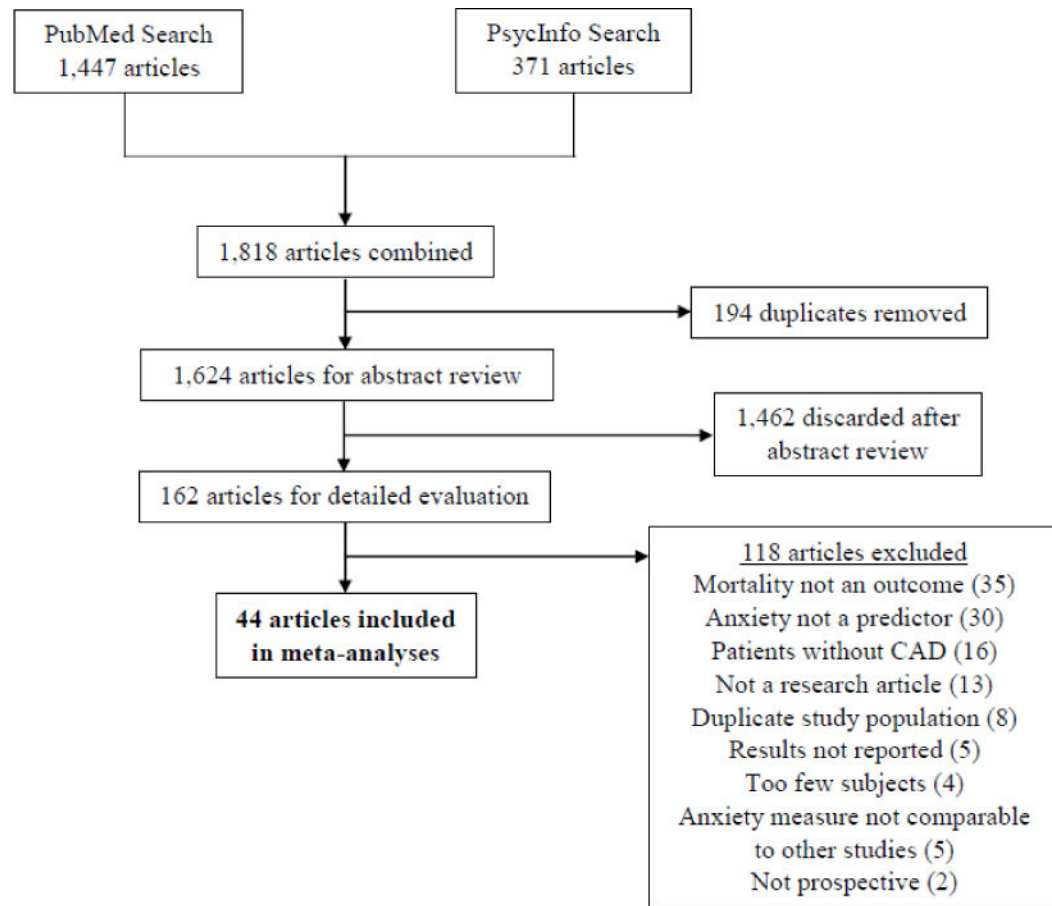 PubMed Search
1,447 articles
PsycInfo Search
371 articles
1,818 articles combined
194 duplicates removed
1,624 articles for abstract review
1,462 discarded after
abstract review
162 articles for detailed evaluation
118 articles excluded
Mortality not an outcome (35)
Anxiety not a predictor (30)
Patients without CAD (16)
Not a research article (13)
Duplicate study population (8)
Results not reported (5)
Too few subjects (4)
Anxiety measure not comparable
to other studies (5)
Not prospective (2)
44 articles included
in meta-analyses